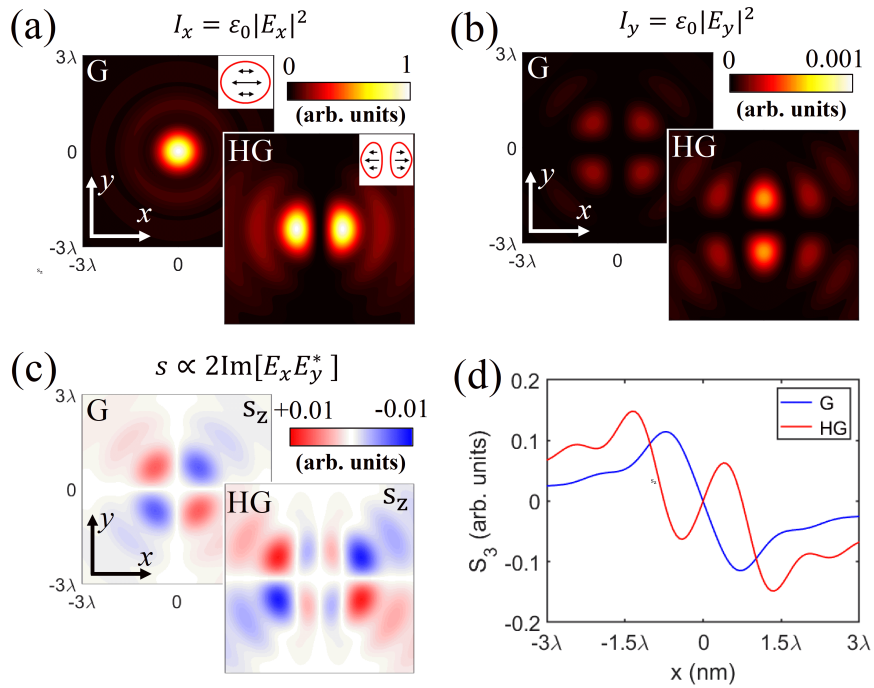 (a)
I_x = ε_0|E_x|^2
3λ
G
0
1
(arb. units)
0
HG
y
x
-3λ
-3λ
0
(b)
I_y = ε_0|E_y|^2
3λ
G
0
0.001
(arb. units)
0
HG
y
x
-3λ
-3λ
0
s_z
(c)
s ∝ 2Im[E_xE_y^*]
3λ
G
s_z
+0.01
-0.01
(arb. units)
0
HG
s_z
y
x
-3λ
-3λ
0
(d)
0.2
G
HG
0.1
s_z
0
-0.1
-0.2
S_3 (arb. units)
-3λ
-1.5λ
0
1.5λ
3λ
x (nm)